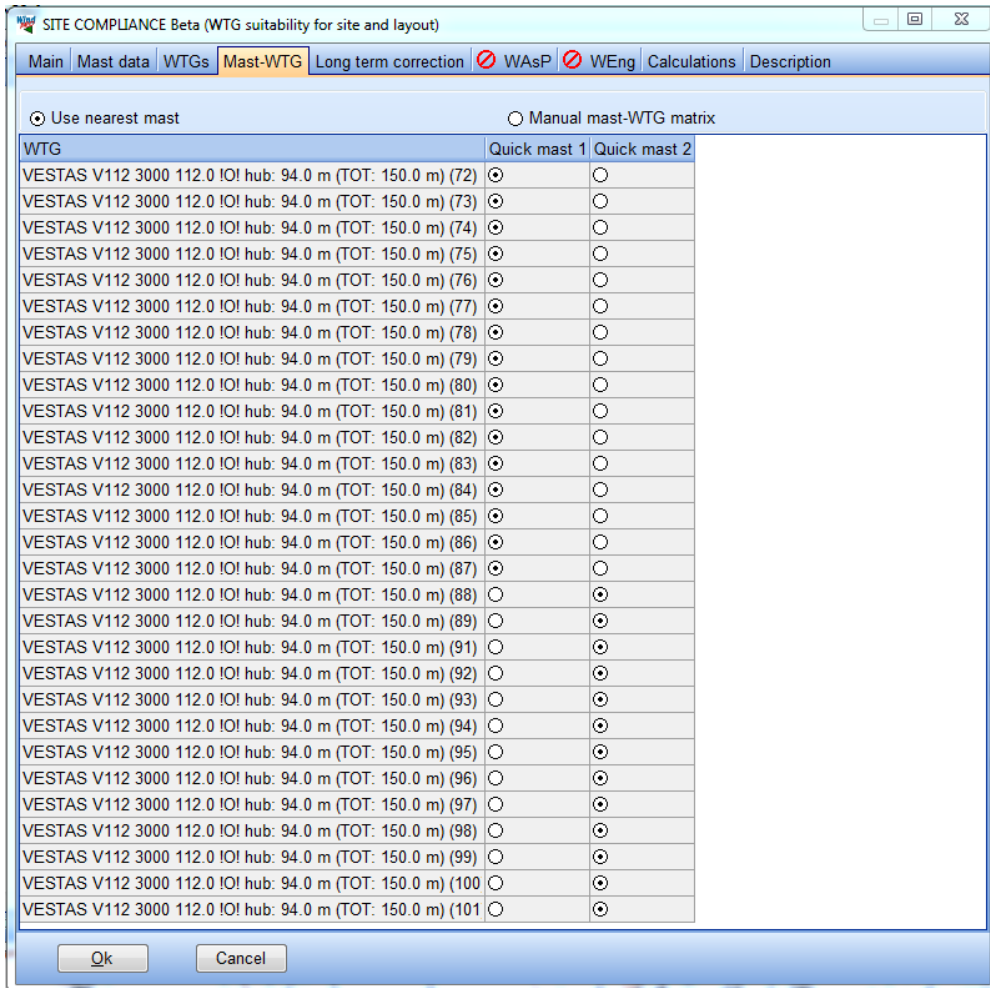 SITE COMPLIANCE Beta (WTG suitability for site and layout)
Main Mast data WTGs Mast-WTG Long term correction WAsP WEng Calculations Description
Use nearest mast Manual mast-WTG matrix
WTG Quick mast 1 Quick mast 2
VESTAS V112 3000 112.0 !O! hub: 94.0 m (TOT: 150.0 m) (72)
VESTAS V112 3000 112.0 !O! hub: 94.0 m (TOT: 150.0 m) (73)
VESTAS V112 3000 112.0 !O! hub: 94.0 m (TOT: 150.0 m) (74)
VESTAS V112 3000 112.0 !O! hub: 94.0 m (TOT: 150.0 m) (75)
VESTAS V112 3000 112.0 !O! hub: 94.0 m (TOT: 150.0 m) (76)
VESTAS V112 3000 112.0 !O! hub: 94.0 m (TOT: 150.0 m) (77)
VESTAS V112 3000 112.0 !O! hub: 94.0 m (TOT: 150.0 m) (78)
VESTAS V112 3000 112.0 !O! hub: 94.0 m (TOT: 150.0 m) (79)
VESTAS V112 3000 112.0 !O! hub: 94.0 m (TOT: 150.0 m) (80)
VESTAS V112 3000 112.0 !O! hub: 94.0 m (TOT: 150.0 m) (81)
VESTAS V112 3000 112.0 !O! hub: 94.0 m (TOT: 150.0 m) (82)
VESTAS V112 3000 112.0 !O! hub: 94.0 m (TOT: 150.0 m) (83)
VESTAS V112 3000 112.0 !O! hub: 94.0 m (TOT: 150.0 m) (84)
VESTAS V112 3000 112.0 !O! hub: 94.0 m (TOT: 150.0 m) (85)
VESTAS V112 3000 112.0 !O! hub: 94.0 m (TOT: 150.0 m) (86)
VESTAS V112 3000 112.0 !O! hub: 94.0 m (TOT: 150.0 m) (87)
VESTAS V112 3000 112.0 !O! hub: 94.0 m (TOT: 150.0 m) (88)
VESTAS V112 3000 112.0 !O! hub: 94.0 m (TOT: 150.0 m) (89)
VESTAS V112 3000 112.0 !O! hub: 94.0 m (TOT: 150.0 m) (91)
VESTAS V112 3000 112.0 !O! hub: 94.0 m (TOT: 150.0 m) (92)
VESTAS V112 3000 112.0 !O! hub: 94.0 m (TOT: 150.0 m) (93)
VESTAS V112 3000 112.0 !O! hub: 94.0 m (TOT: 150.0 m) (94)
VESTAS V112 3000 112.0 !O! hub: 94.0 m (TOT: 150.0 m) (95)
VESTAS V112 3000 112.0 !O! hub: 94.0 m (TOT: 150.0 m) (96)
VESTAS V112 3000 112.0 !O! hub: 94.0 m (TOT: 150.0 m) (97)
VESTAS V112 3000 112.0 !O! hub: 94.0 m (TOT: 150.0 m) (98)
VESTAS V112 3000 112.0 !O! hub: 94.0 m (TOT: 150.0 m) (99)
VESTAS V112 3000 112.0 !O! hub: 94.0 m (TOT: 150.0 m) (100
VESTAS V112 3000 112.0 !O! hub: 94.0 m (TOT: 150.0 m) (101
Ok Cancel